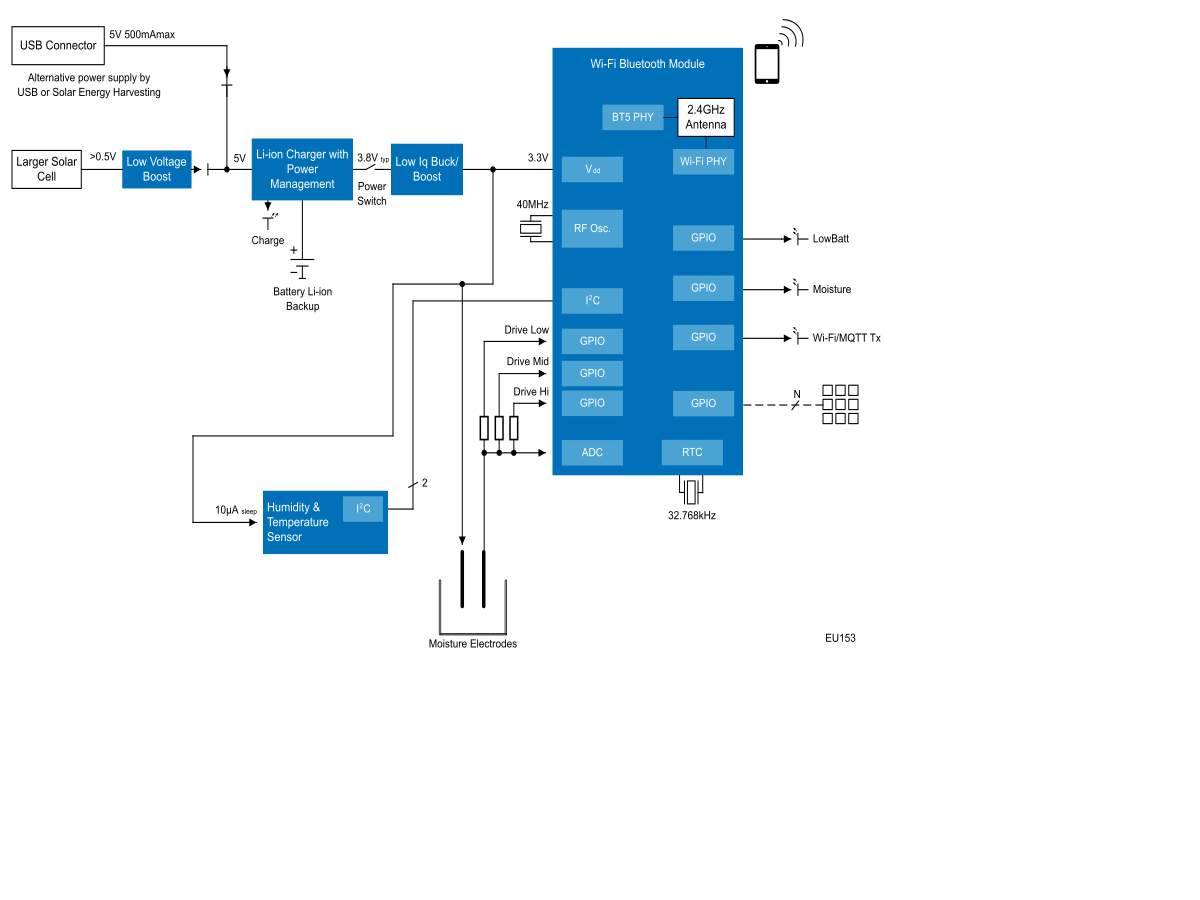 USB Connector
5V 500mAmax
Alternative power supply by
USB or Solar Energy Harvesting
Larger Solar
Cell
>0.5V
Low Voltage
Boost
5V
Li-ion Charger with
Power
Management
3.8V typ
Power
Switch
Low Iq Buck/
Boost
3.3V
Charge
+
−
Battery Li-ion
Backup
Wi-Fi Bluetooth Module
BT5 PHY
2.4GHz
Antenna
Wi-Fi PHY
Vdd
40MHz
RF Osc.
GPIO
LowBatt
I²C
GPIO
Moisture
Drive Low
GPIO
GPIO
Wi-Fi/MQTT Tx
Drive Mid
GPIO
Drive Hi
GPIO
GPIO
N
ADC
RTC
32.768kHz
2
10µA sleep
Humidity &
Temperature
Sensor
I²C
Moisture Electrodes
EU153